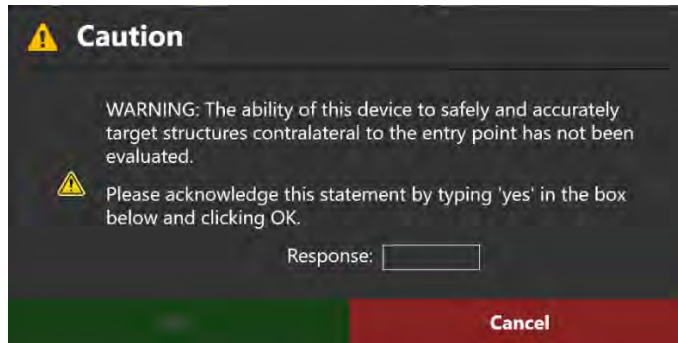 Caution
WARNING: The ability of this device to safely and accurately
target structures contralateral to the entry point has not been
evaluated.
Please acknowledge this statement by typing 'yes' in the box
below and clicking OK.
Response:
Cancel